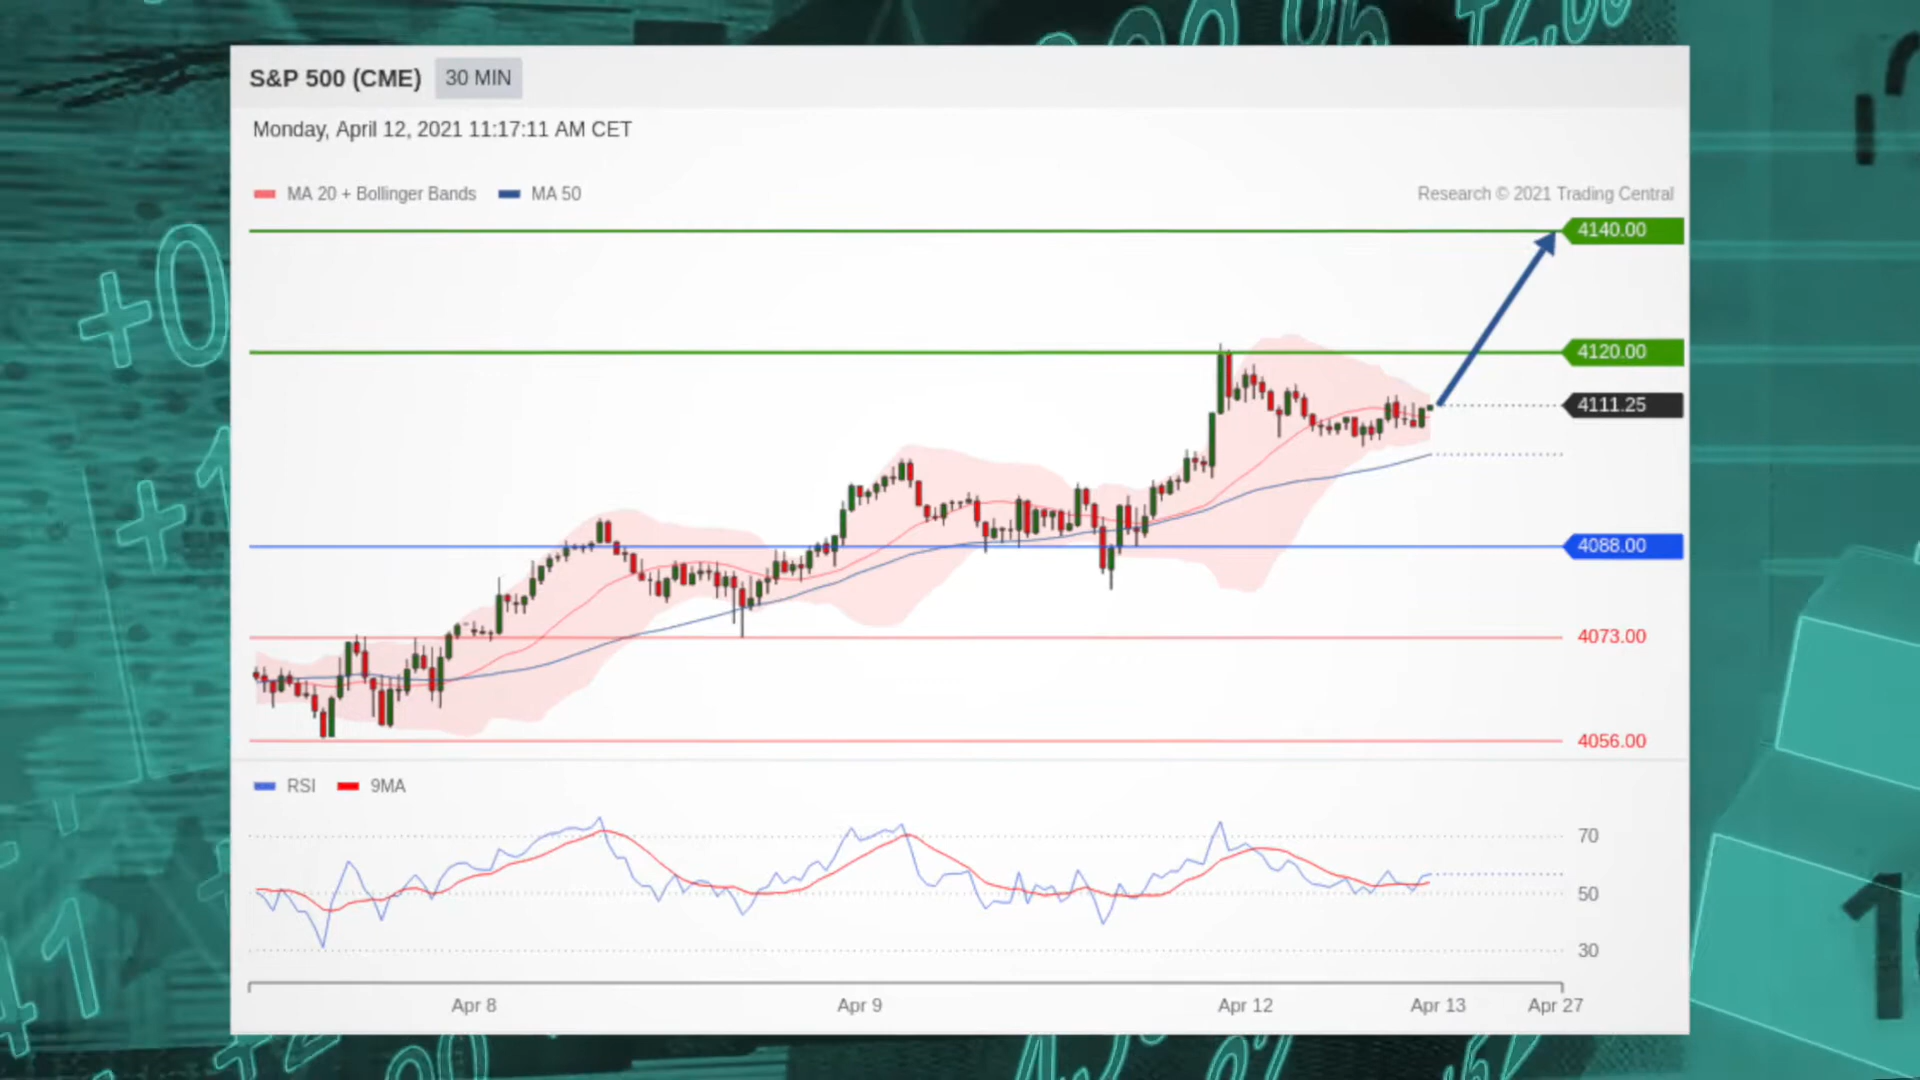 S&P 500 (CME) 30 MIN
Monday, April 12, 2021 11:17:11 AM CET
MA 20 + Bollinger Bands MA 50
Research © 2021 Trading Central
4140.00
4120.00
4111.25
4088.00
4073.00
4056.00
RSI 9MA
70
50
30
Apr 8 Apr 9 Apr 12 Apr 13 Apr 27
+0
+1